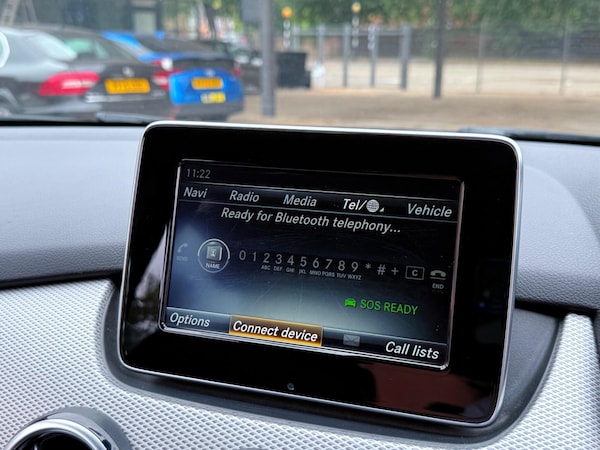 11:22
Navi Radio Media Tel/ Vehicle
Ready for Bluetooth telephony...
0 1 2 3 4 5 6 7 8 9 * # + C
ABC DEF GHI JKL MNO PQRS TUV WXYZ
SEND NAME END
SOS READY
Options Connect device Call lists